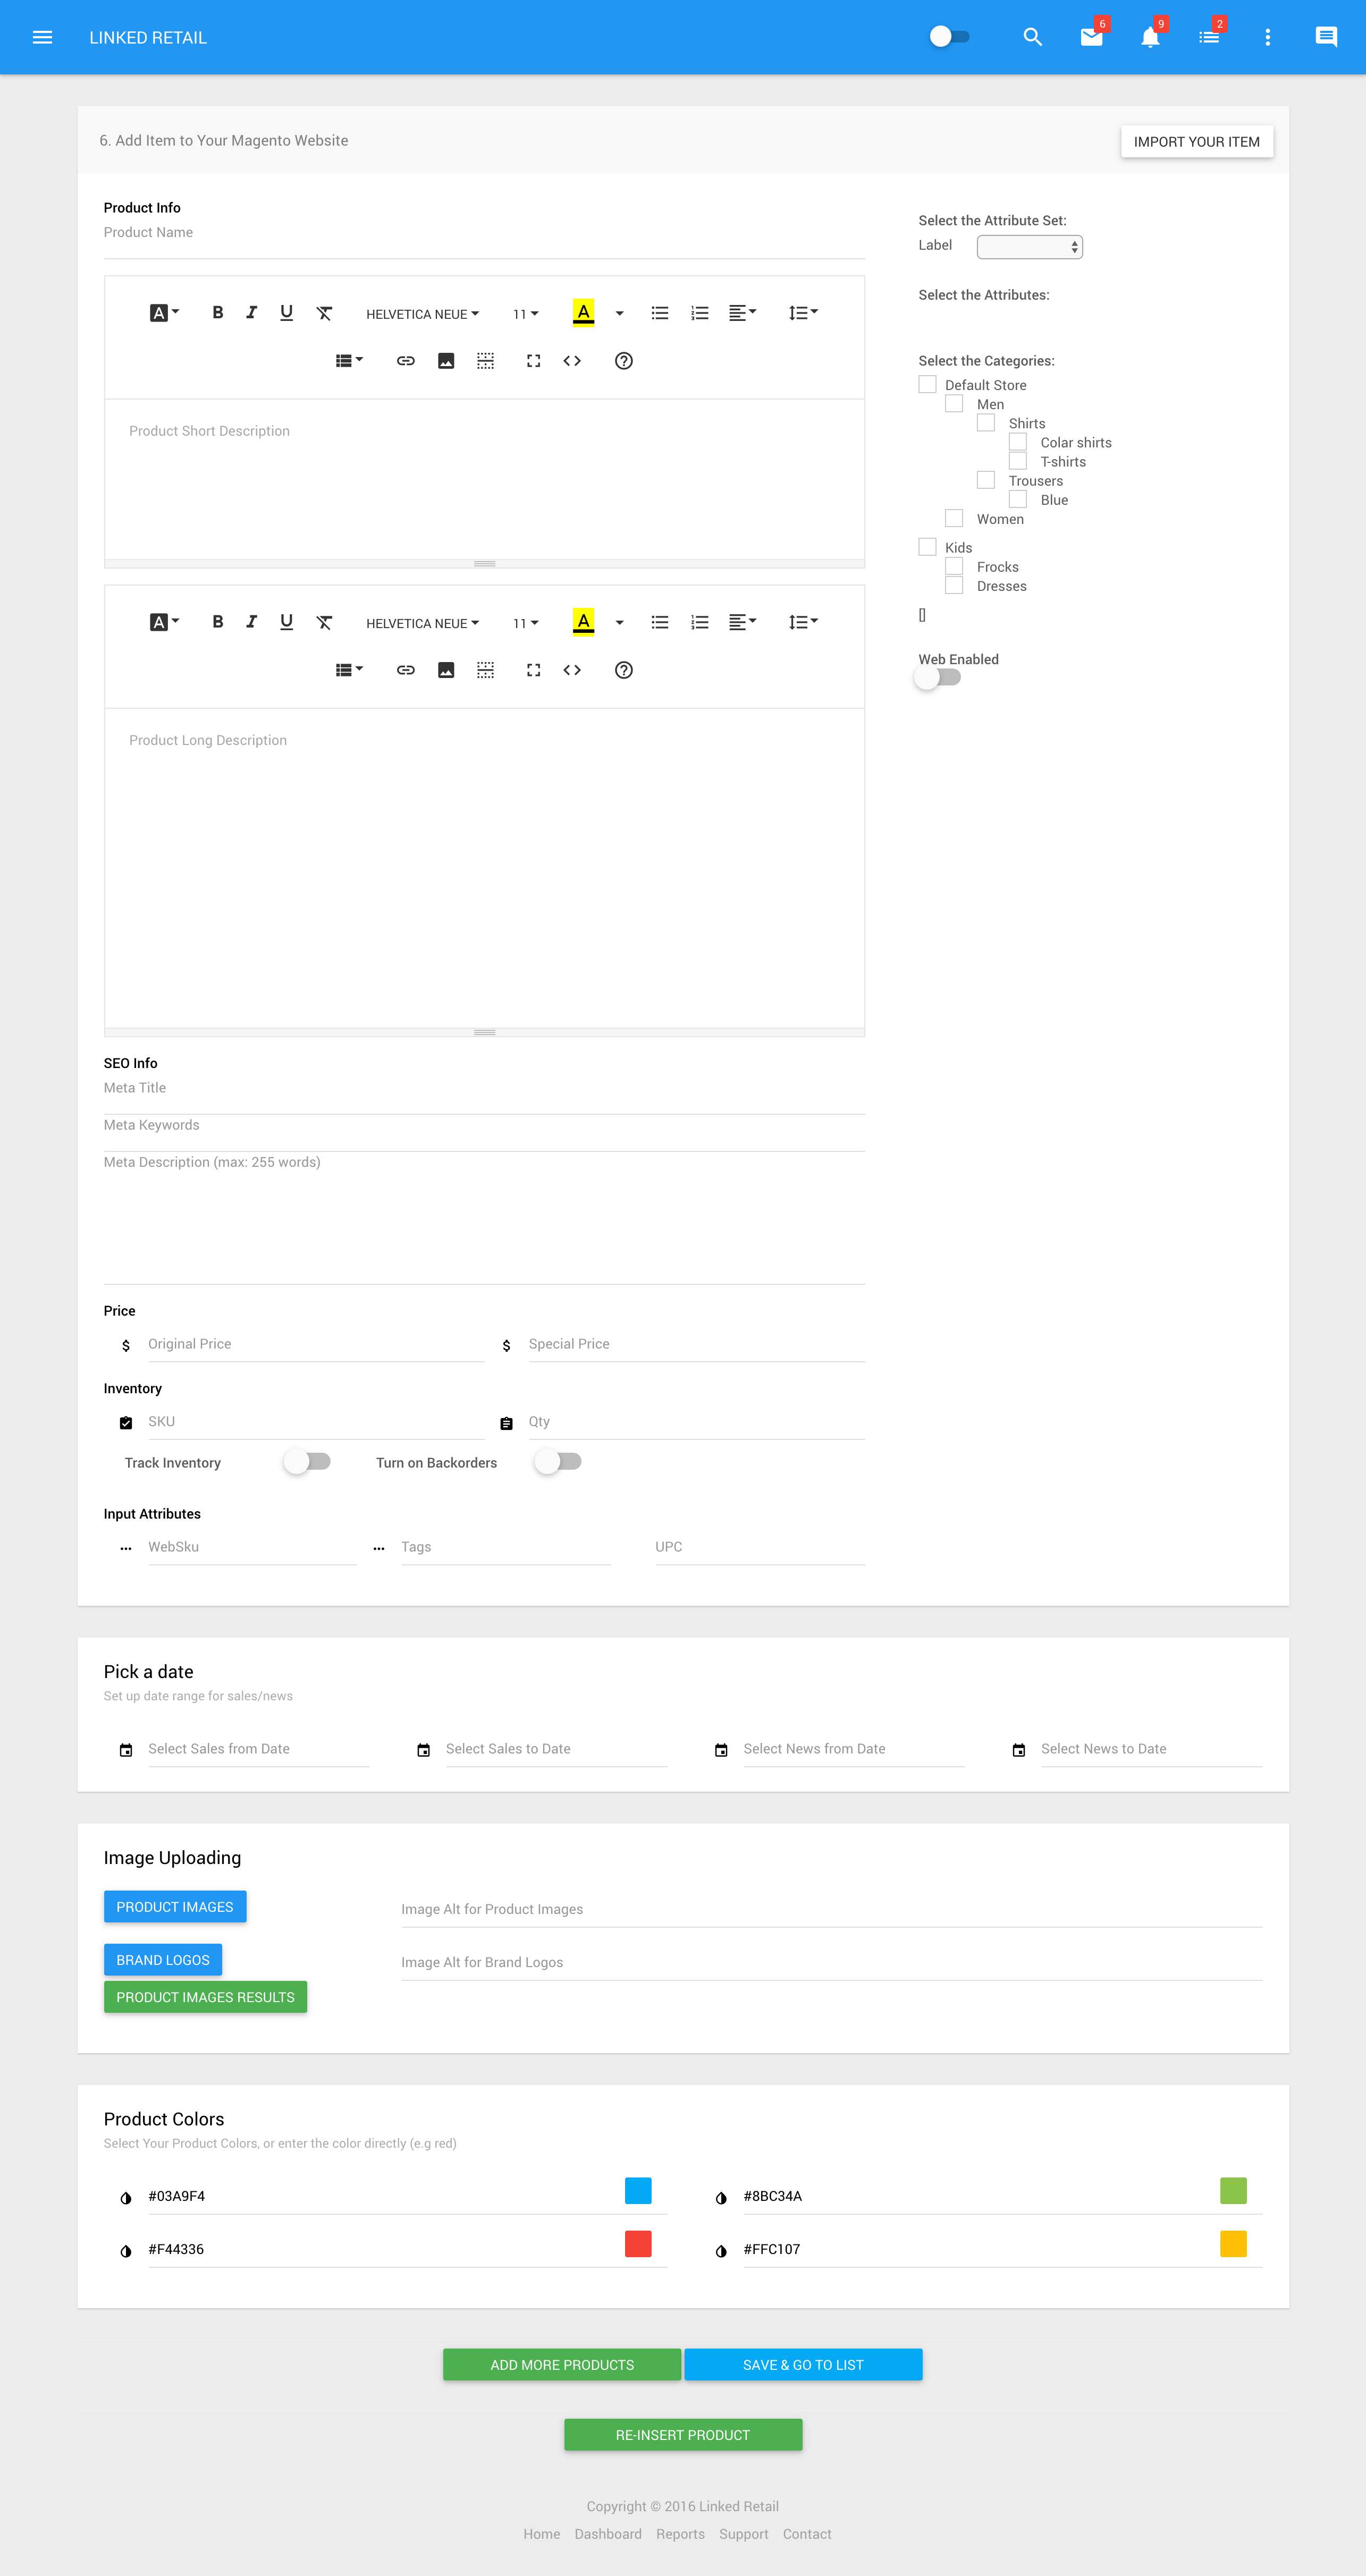 LINKED RETAIL
6
9
2
6. Add Item to Your Magento Website
IMPORT YOUR ITEM
Product Info
Product Name
A B I U HELVETICA NEUE 11 A
Product Short Description
A B I U HELVETICA NEUE 11 A
Product Long Description
SEO Info
Meta Title
Meta Keywords
Meta Description (max: 255 words)
Price
$ Original Price
$ Special Price
Inventory
SKU
Qty
Track Inventory
Turn on Backorders
Input Attributes
WebSku
Tags
UPC
Select the Attribute Set:
Label
Select the Attributes:
Select the Categories:
Default Store
Men
Shirts
Colar shirts
T-shirts
Trousers
Blue
Women
Kids
Frocks
Dresses
[]
Web Enabled
Pick a date
Set up date range for sales/news
Select Sales from Date
Select Sales to Date
Select News from Date
Select News to Date
Image Uploading
PRODUCT IMAGES
Image Alt for Product Images
BRAND LOGOS
Image Alt for Brand Logos
PRODUCT IMAGES RESULTS
Product Colors
Select Your Product Colors, or enter the color directly (e.g red)
#03A9F4
#8BC34A
#F44336
#FFC107
ADD MORE PRODUCTS
SAVE & GO TO LIST
RE-INSERT PRODUCT
Copyright © 2016 Linked Retail
Home Dashboard Reports Support Contact